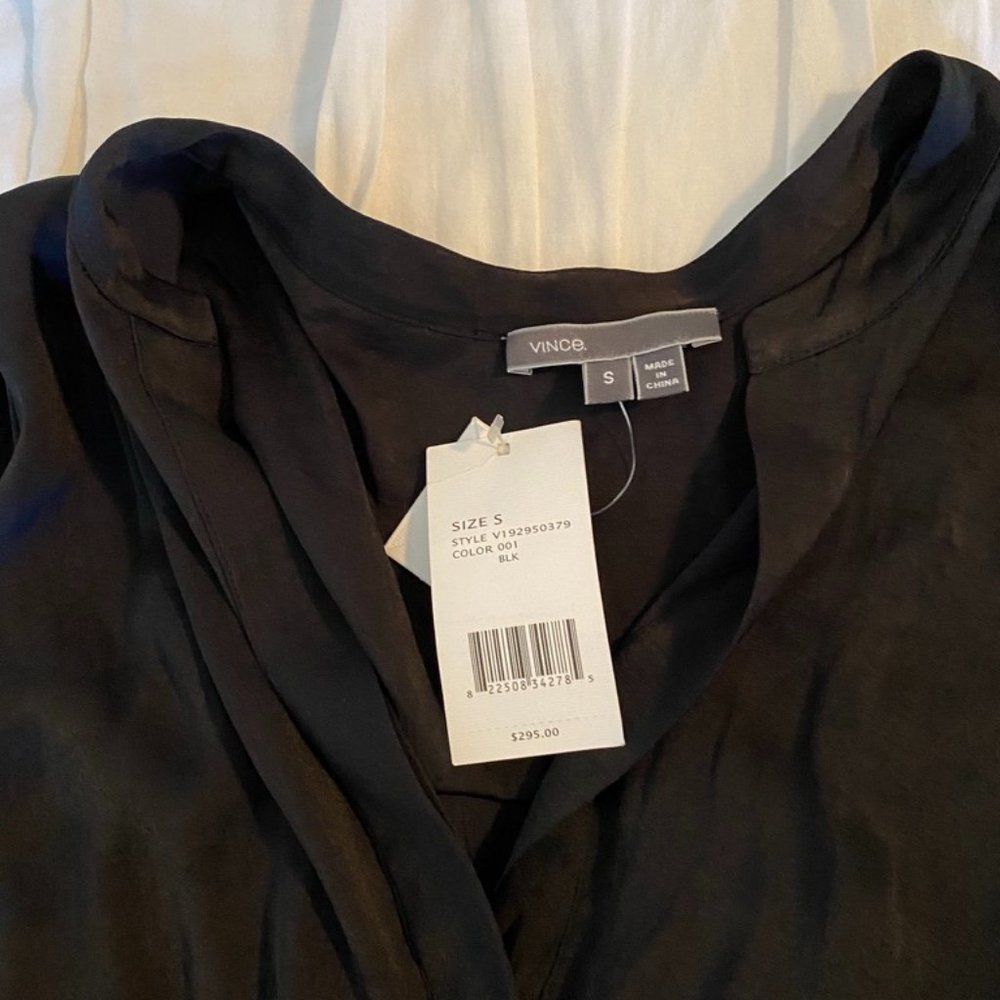 VINCe.
S
MADE
IN
CHINA
SIZE S
STYLE V192950379
COLOR 001
BLK
8 22508 34278 5
$295.00